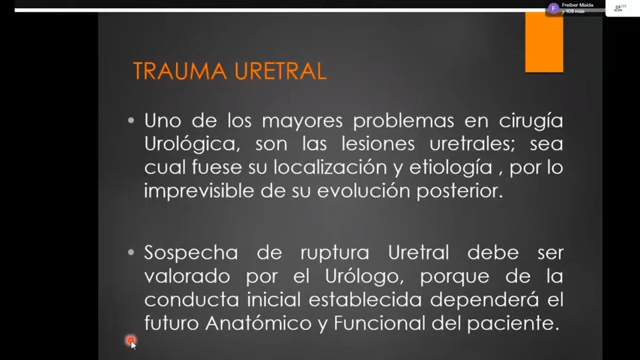 Freiber Maida
TRAUMA URETRAL
• Uno de los mayores problemas en cirugía
Urológica, son las lesiones uretrales; sea
cual fuese su localización y etiología , por lo
imprevisible de su evolución posterior.
• Sospecha de ruptura Uretral debe ser
valorado por el Urólogo, porque de la
conducta inicial establecida dependerá el
futuro Anatómico y Funcional del paciente.